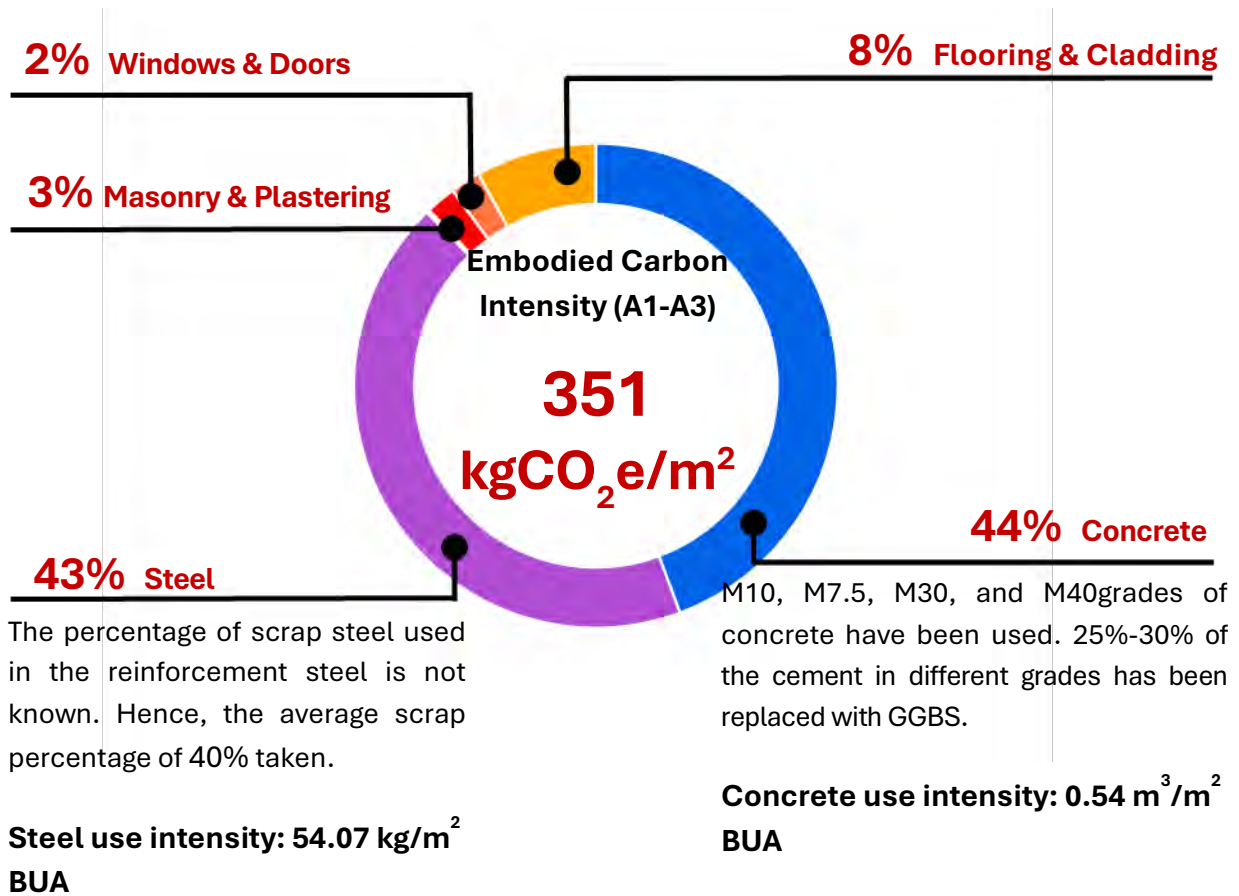 2% Windows & Doors
8% Flooring & Cladding
3% Masonry & Plastering
Embodied Carbon
Intensity (A1-A3)
351
kgCO₂e/m²
43% Steel
The percentage of scrap steel used
in the reinforcement steel is not
known. Hence, the average scrap
percentage of 40% taken.
Steel use intensity: 54.07 kg/m²
BUA
44% Concrete
M10, M7.5, M30, and M40grades of
concrete have been used. 25%-30% of
the cement in different grades has been
replaced with GGBS.
Concrete use intensity: 0.54 m³/m²
BUA